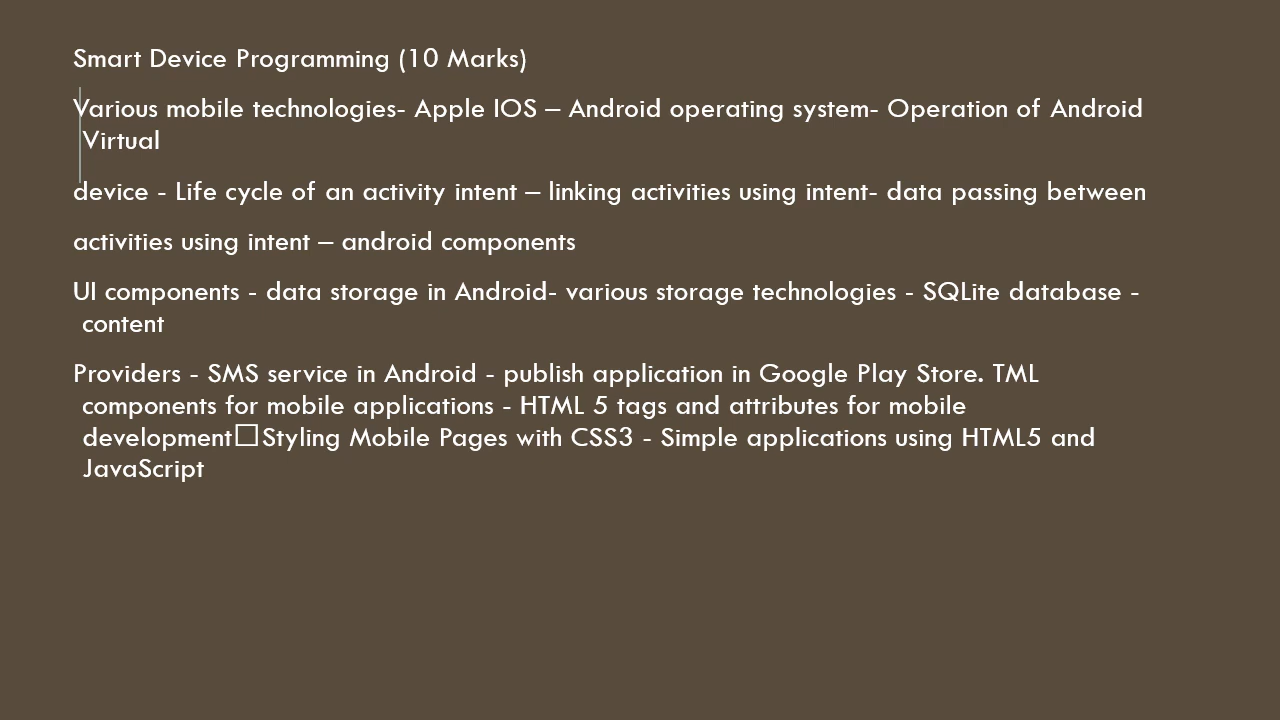 Smart Device Programming (10 Marks)
Various mobile technologies- Apple IOS – Android operating system- Operation of Android
Virtual
device - Life cycle of an activity intent – linking activities using intent- data passing between
activities using intent – android components
UI components - data storage in Android- various storage technologies - SQLite database -
content
Providers - SMS service in Android - publish application in Google Play Store. TML
components for mobile applications - HTML 5 tags and attributes for mobile
development□Styling Mobile Pages with CSS3 - Simple applications using HTML5 and
JavaScript